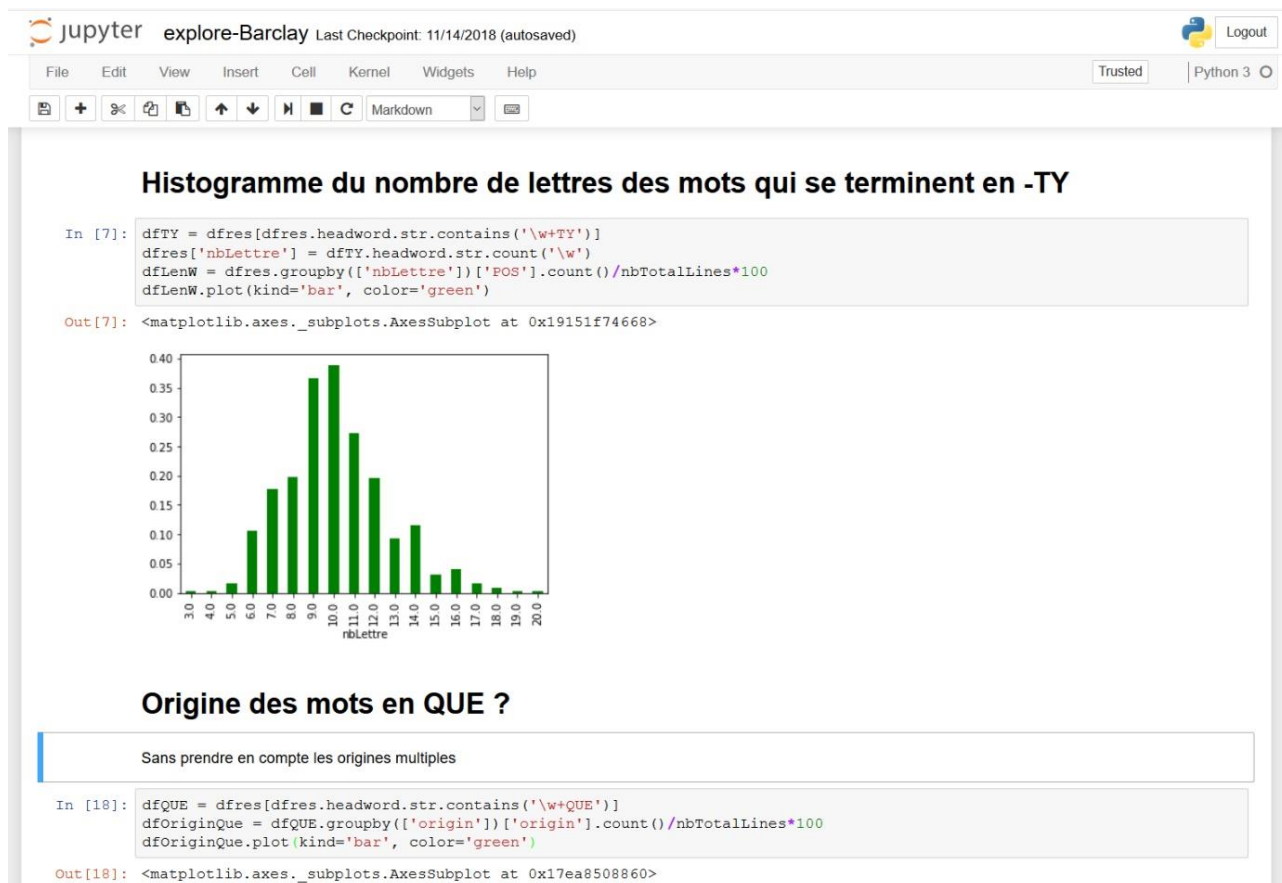 jupyter explore-Barclay Last Checkpoint: 11/14/2018 (autosaved) Logout
File Edit View Insert Cell Kernel Widgets Help Trusted Python 3
Markdown
Histogramme du nombre de lettres des mots qui se terminent en -TY
In [7]: dfTY = dfres[dfres.headword.str.contains('\w+TY')]
dfres['nbLettre'] = dfTY.headword.str.count('\w')
dfLenW = dfres.groupby(['nbLettre'])['POS'].count()/nbTotalLines*100
dfLenW.plot(kind='bar', color='green')
Out[7]: <matplotlib.axes._subplots.AxesSubplot at 0x19151f74668>
0.40
0.35
0.30
0.25
0.20
0.15
0.10
0.05
0.00
3.0 4.0 5.0 6.0 7.0 8.0 9.0 10.0 11.0 12.0 13.0 14.0 15.0 16.0 17.0 18.0 19.0 20.0
nbLettre
Origine des mots en QUE ?
Sans prendre en compte les origines multiples
In [18]: dfQUE = dfres[dfres.headword.str.contains('\w+QUE')]
dfOriginQue = dfQUE.groupby(['origin'])['origin'].count()/nbTotalLines*100
dfOriginQue.plot(kind='bar', color='green')
Out[18]: <matplotlib.axes._subplots.AxesSubplot at 0x17ea8508860>